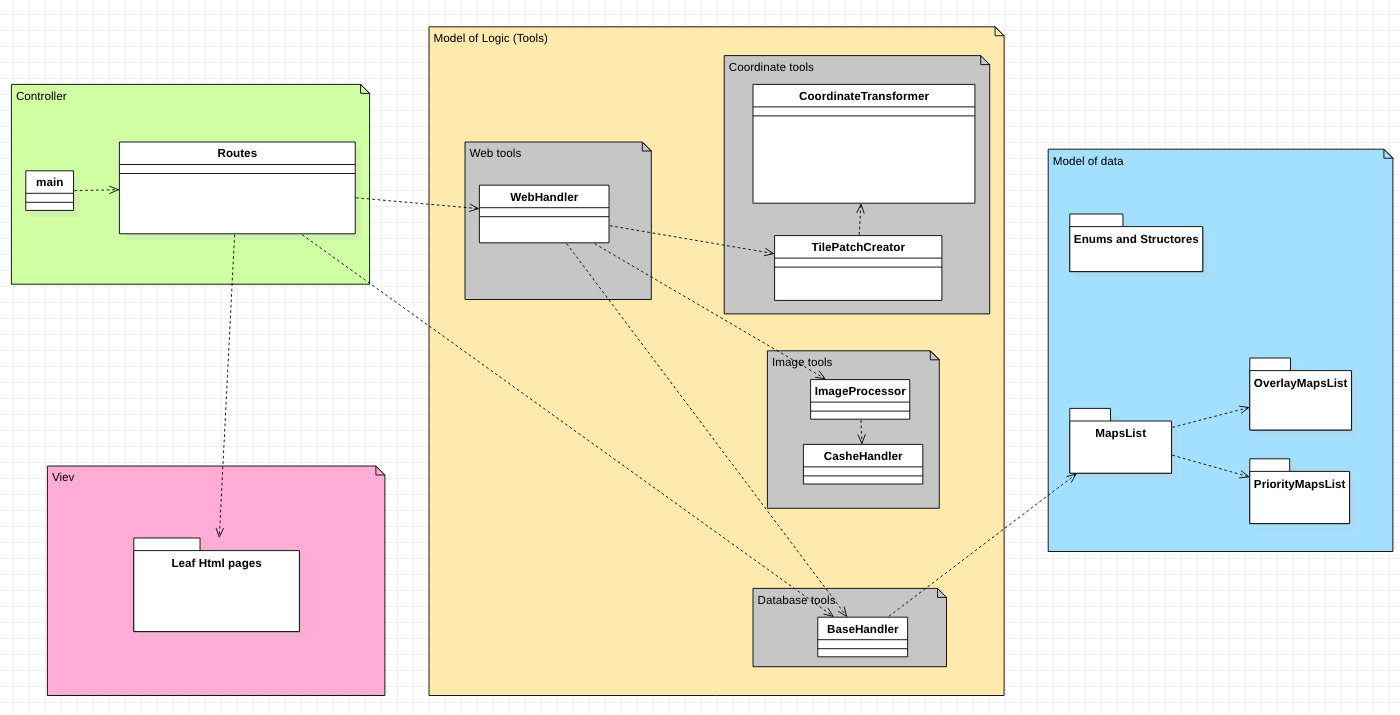 Controller
main
Routes
Viev
Leaf Html pages
Model of Logic (Tools)
Web tools
WebHandler
Coordinate tools
CoordinateTransformer
TilePatchCreator
Image tools
ImageProcessor
CasheHandler
Database tools
BaseHandler
Model of data
Enums and Structores
MapsList
OverlayMapsList
PriorityMapsList